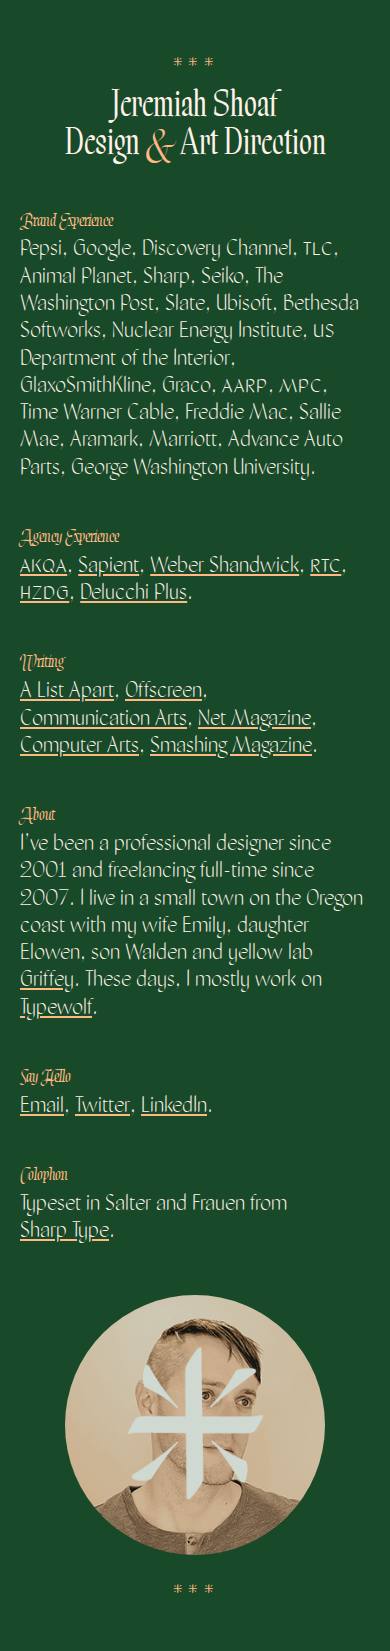 Jeremiah Shoaf
Design & Art Direction
Brand Experience
Pepsi, Google, Discovery Channel, TLC,
Animal Planet, Sharp, Seiko, The
Washington Post, Slate, Ubisoft, Bethesda
Softworks, Nuclear Energy Institute, US
Department of the Interior,
GlaxoSmithKline, Graco, AARP, MPC,
Time Warner Cable, Freddie Mac, Sallie
Mae, Aramark, Marriott, Advance Auto
Parts, George Washington University.
Agency Experience
AKQA, Sapient, Weber Shandwick, RTC,
HZDG, Delucchi Plus.
Writing
A List Apart, Offscreen,
Communication Arts, Net Magazine,
Computer Arts, Smashing Magazine.
About
I've been a professional designer since
2001 and freelancing full-time since
2007. I live in a small town on the Oregon
coast with my wife Emily, daughter
Elowen, son Walden and yellow lab
Griffey. These days, I mostly work on
Typewolf.
Say Hello
Email, Twitter, LinkedIn.
Colophon
Typeset in Salter and Frauen from
Sharp Type.